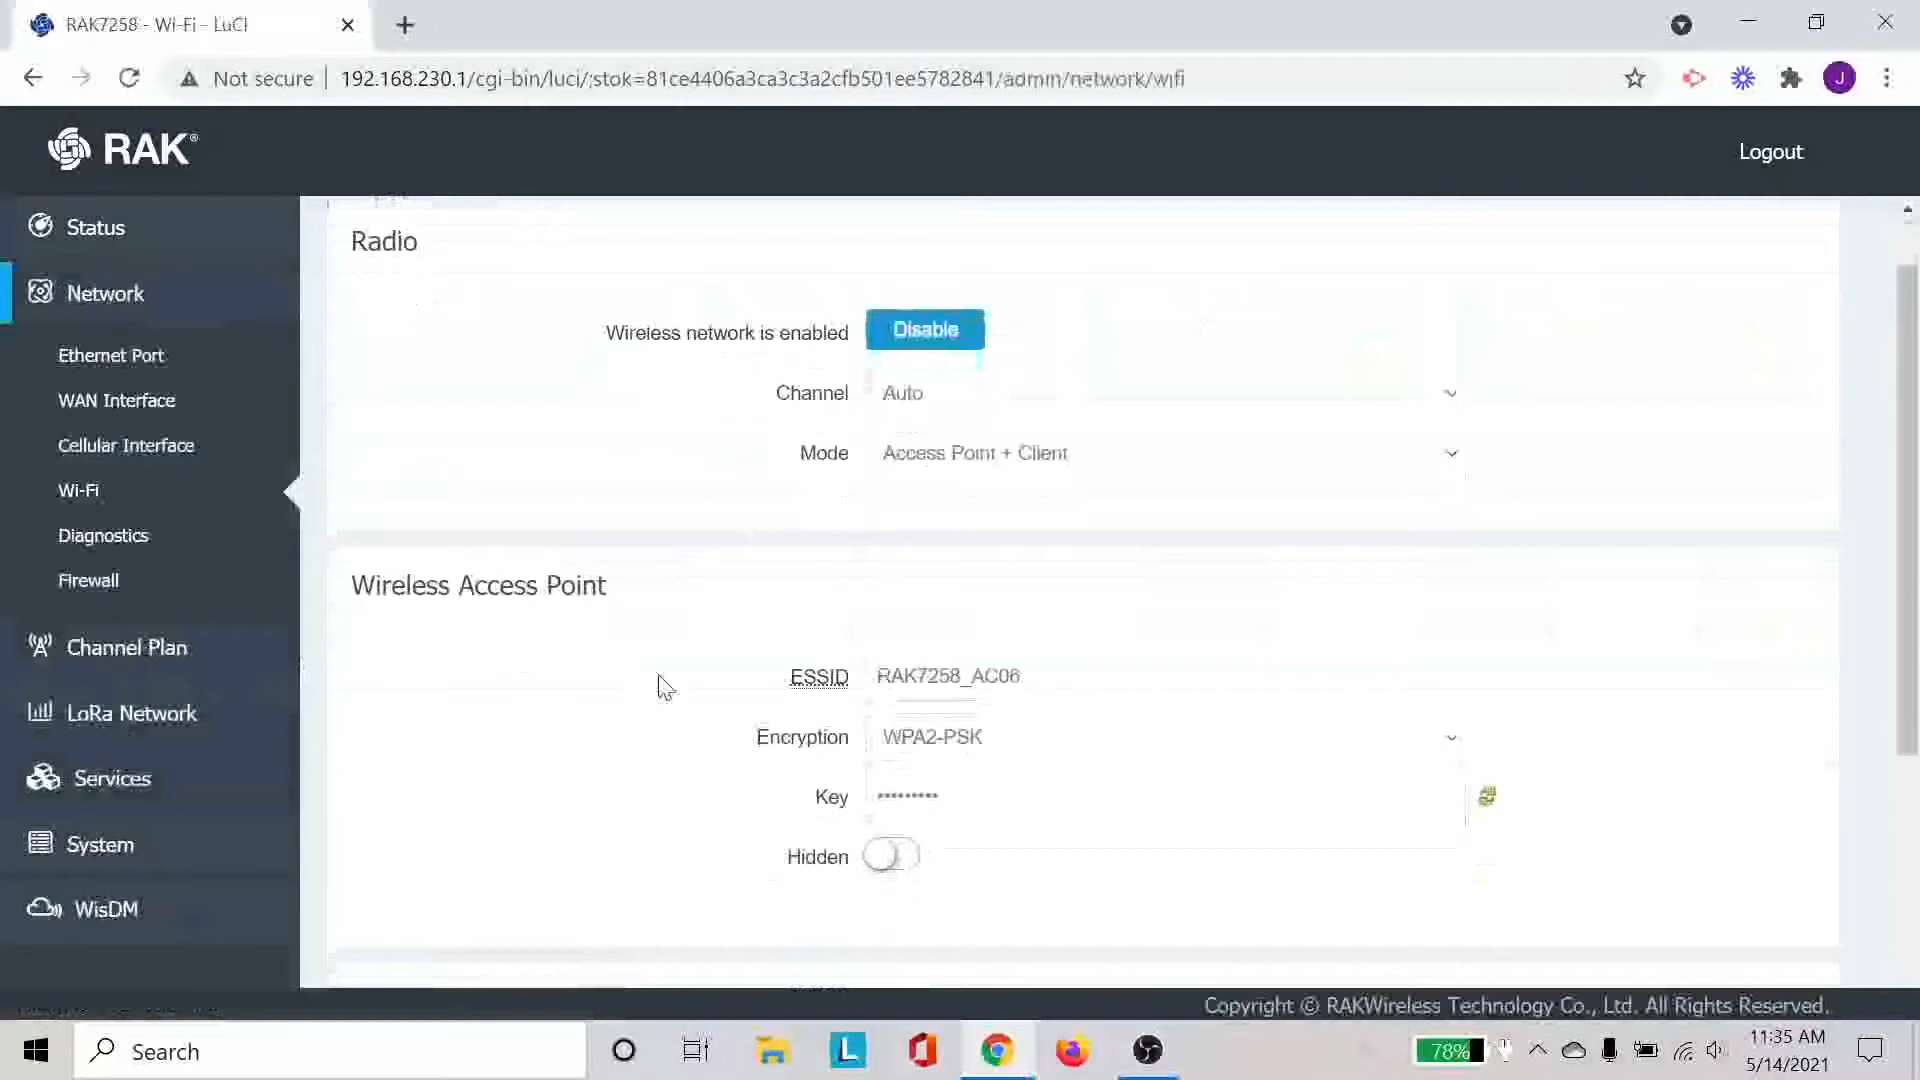 RAK7258 - Wi-Fi - LuCI
Not secure
192.168.230.1/cgi-bin/luci/;stok=81ce4406a3ca3c3a2cfb501ee5782841/admin/network/wifi
J
RAK®
Logout
Status
Network
Ethernet Port
WAN Interface
Cellular Interface
Wi-Fi
Diagnostics
Firewall
Channel Plan
LoRa Network
Services
System
WisDM
Radio
Wireless network is enabled Disable
Channel Auto
Mode Access Point + Client
Wireless Access Point
ESSID RAK7258_AC06
Encryption WPA2-PSK
Key •••••••••
Hidden
Copyright © RAKWireless Technology Co., Ltd. All Rights Reserved.
Search
L
78%
11:35 AM
5/14/2021